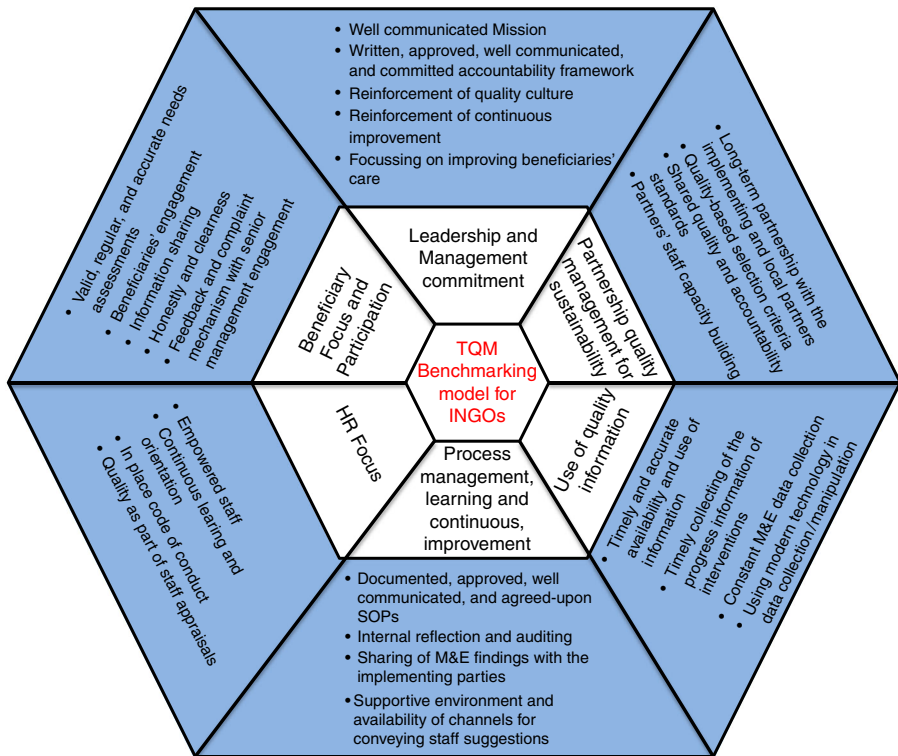 • Well communicated Mission
• Written, approved, well communicated,
and committed accountability framework
• Reinforcement of quality culture
• Reinforcement of continuous
improvement
• Focussing on improving beneficiaries'
care
• Long-term partnership with the
implementing and local partners
• Quality-based selection criteria
• Shared quality and accountability
standards
• Partners' staff capacity building
• Valid, regular, and accurate needs
assessments
• Beneficiaries' engagement
• Information sharing
• Honestly and clearness
• Feedback and complaint
mechanism with senior
management engagement
Leadership and
Management
commitment
Partnership quality
management for
sustainability
Beneficiary
Focus and
Participation
TQM
Benchmarking
model for
INGOs
HR Focus
Use of quality
information
Process
management,
learning and
continuous,
improvement
• Empowered staff
• Continuous learing and
orientation
• In place code of conduct
• Quality as part of staff appraisals
• Timely and accurate
availability and use of
information
• Timely collecting of the
progress information of
interventions
• Constant M&E data collection
• Using modern technology in
data collection/manipulation
• Documented, approved, well
communicated, and agreed-upon
SOPs
• Internal reflection and auditing
• Sharing of M&E findings with the
implementing parties
• Supportive environment and
availability of channels for
conveying staff suggestions